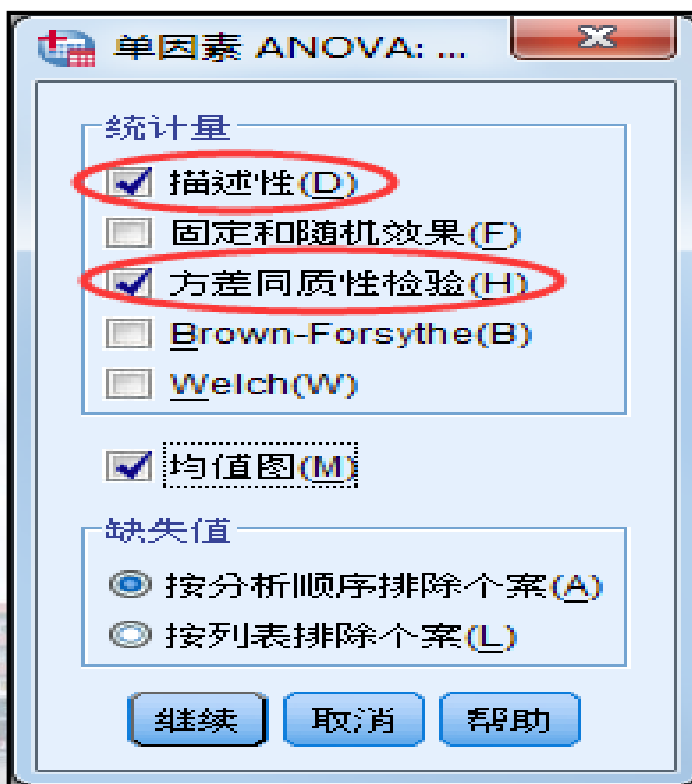 单因素 ANOVA: ...
统计量
描述性(D)
固定和随机效果(F)
方差同质性检验(H)
Brown-Forsythe(B)
Welch(W)
均值图(M)
缺失值
按分析顺序排除个案(A)
按列表排除个案(L)
继续 取消 帮助